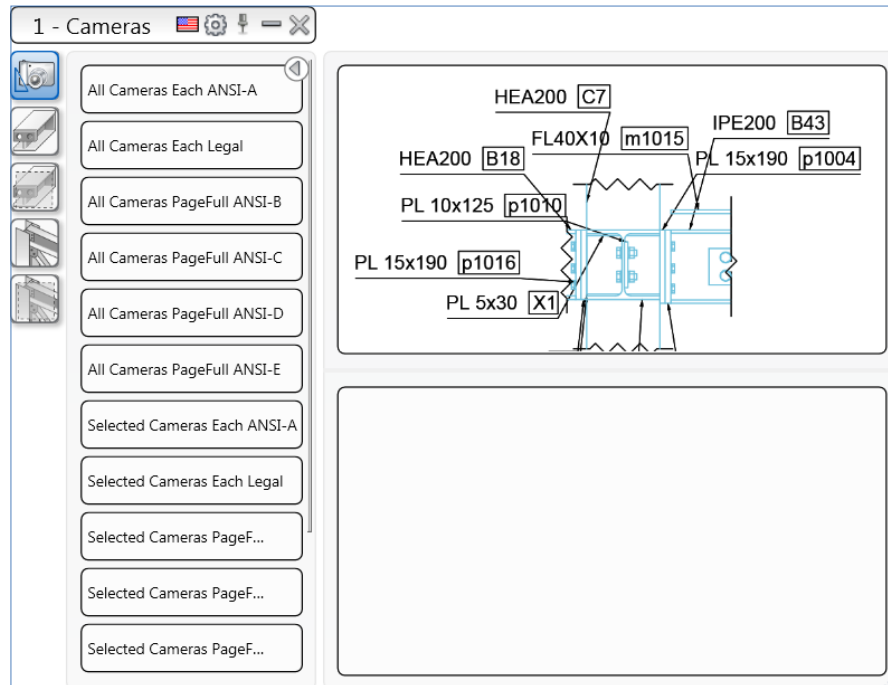 1 - Cameras
All Cameras Each ANSI-A
All Cameras Each Legal
All Cameras PageFull ANSI-B
All Cameras PageFull ANSI-C
All Cameras PageFull ANSI-D
All Cameras PageFull ANSI-E
Selected Cameras Each ANSI-A
Selected Cameras Each Legal
Selected Cameras PageF...
Selected Cameras PageF...
Selected Cameras PageF...
HEA200 C7
IPE200 B43
FL40X10 m1015
HEA200 B18
PL 15x190 p1004
PL 10x125 p1010
PL 15x190 p1016
PL 5x30 X1